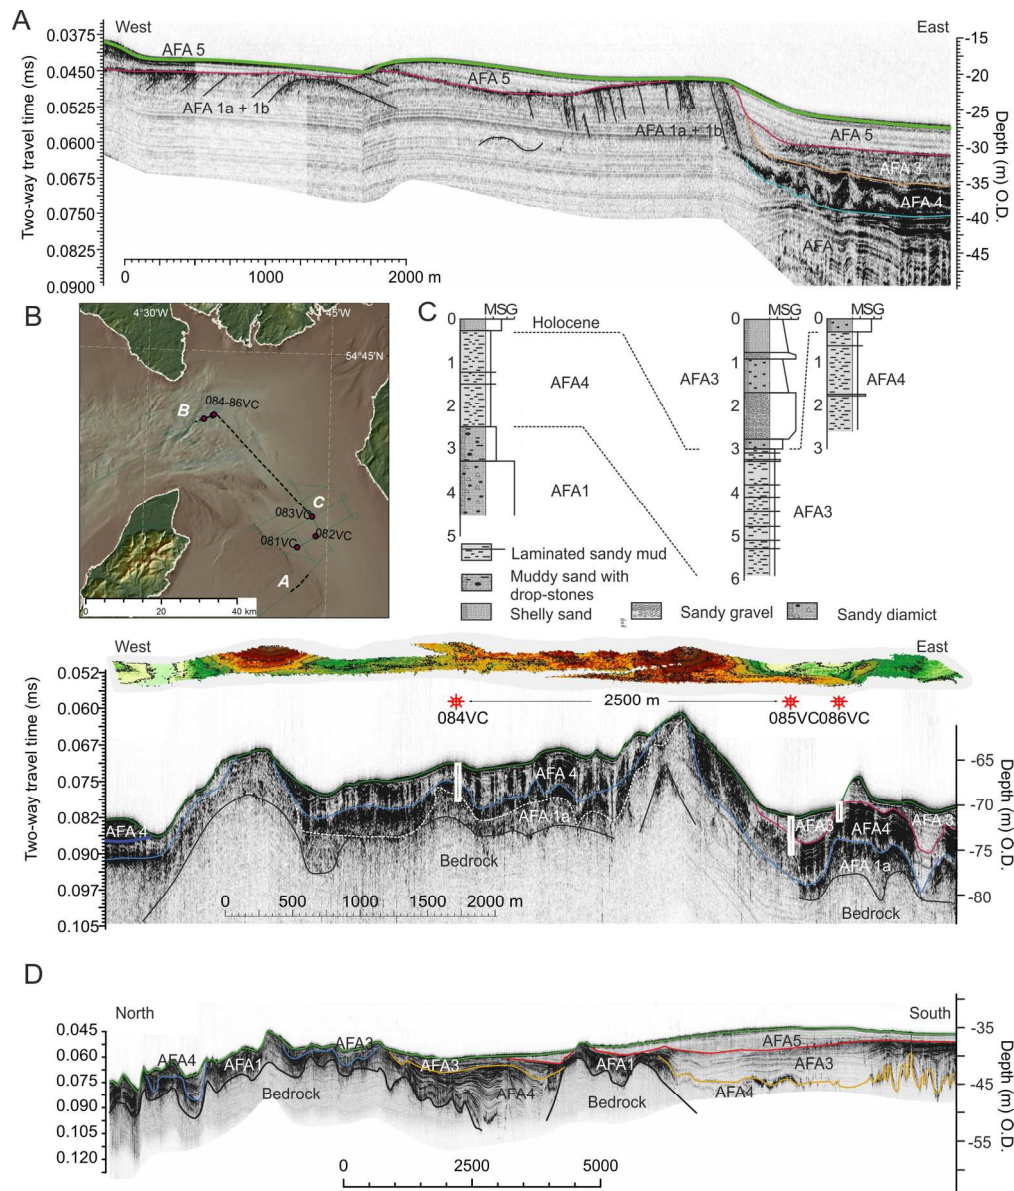 A
West
East
0.0375
0.0450
0.0525
0.0600
0.0675
0.0750
0.0825
0.0900
Two-way travel time (ms)
-15
-20
-25
-30
-35
-40
-45
Depth (m) O.D.
AFA 5
AFA 5
AFA 1a + 1b
AFA 1a + 1b
AFA 5
AFA 3
AFA 4
AFA 3
0 1000 2000 m
B
4°30'W
3°45'W
54°45'N
B
084-86VC
C
083VC
082VC
081VC
A
0 20 40 km
C
MSG
0
1
2
3
4
5
Holocene
AFA4
AFA1
MSG
0
1
2
3
4
5
6
AFA3
AFA3
MSG
0
1
2
3
AFA4
Laminated sandy mud
Muddy sand with
drop-stones
Shelly sand
Sandy gravel
Sandy diamict
West
East
0.052
0.060
0.067
0.075
0.082
0.090
0.097
0.105
Two-way travel time (ms)
084VC
2500 m
085VC086VC
-65
-70
-75
-80
Depth (m) O.D.
AFA 4
AFA 4
AFA 1a
Bedrock
AFA3
AFA4
AFA3
AFA 1a
Bedrock
0 500 1000 1600 2000 m
D
North
South
0.045
0.060
0.075
0.090
0.105
0.120
-35
-45
-55
Depth (m) O.D.
AFA4
AFA1
AFA3
AFA3
AFA4
Bedrock
AFA1
Bedrock
AFA5
AFA3
AFA4
0 2500 5000